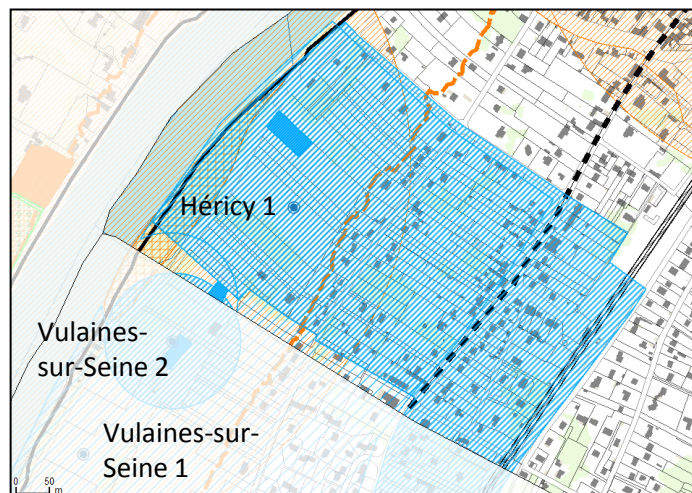 Héricy 1
Vulaines-
sur-Seine 2
Vulaines-sur-
Seine 1
0 50
m